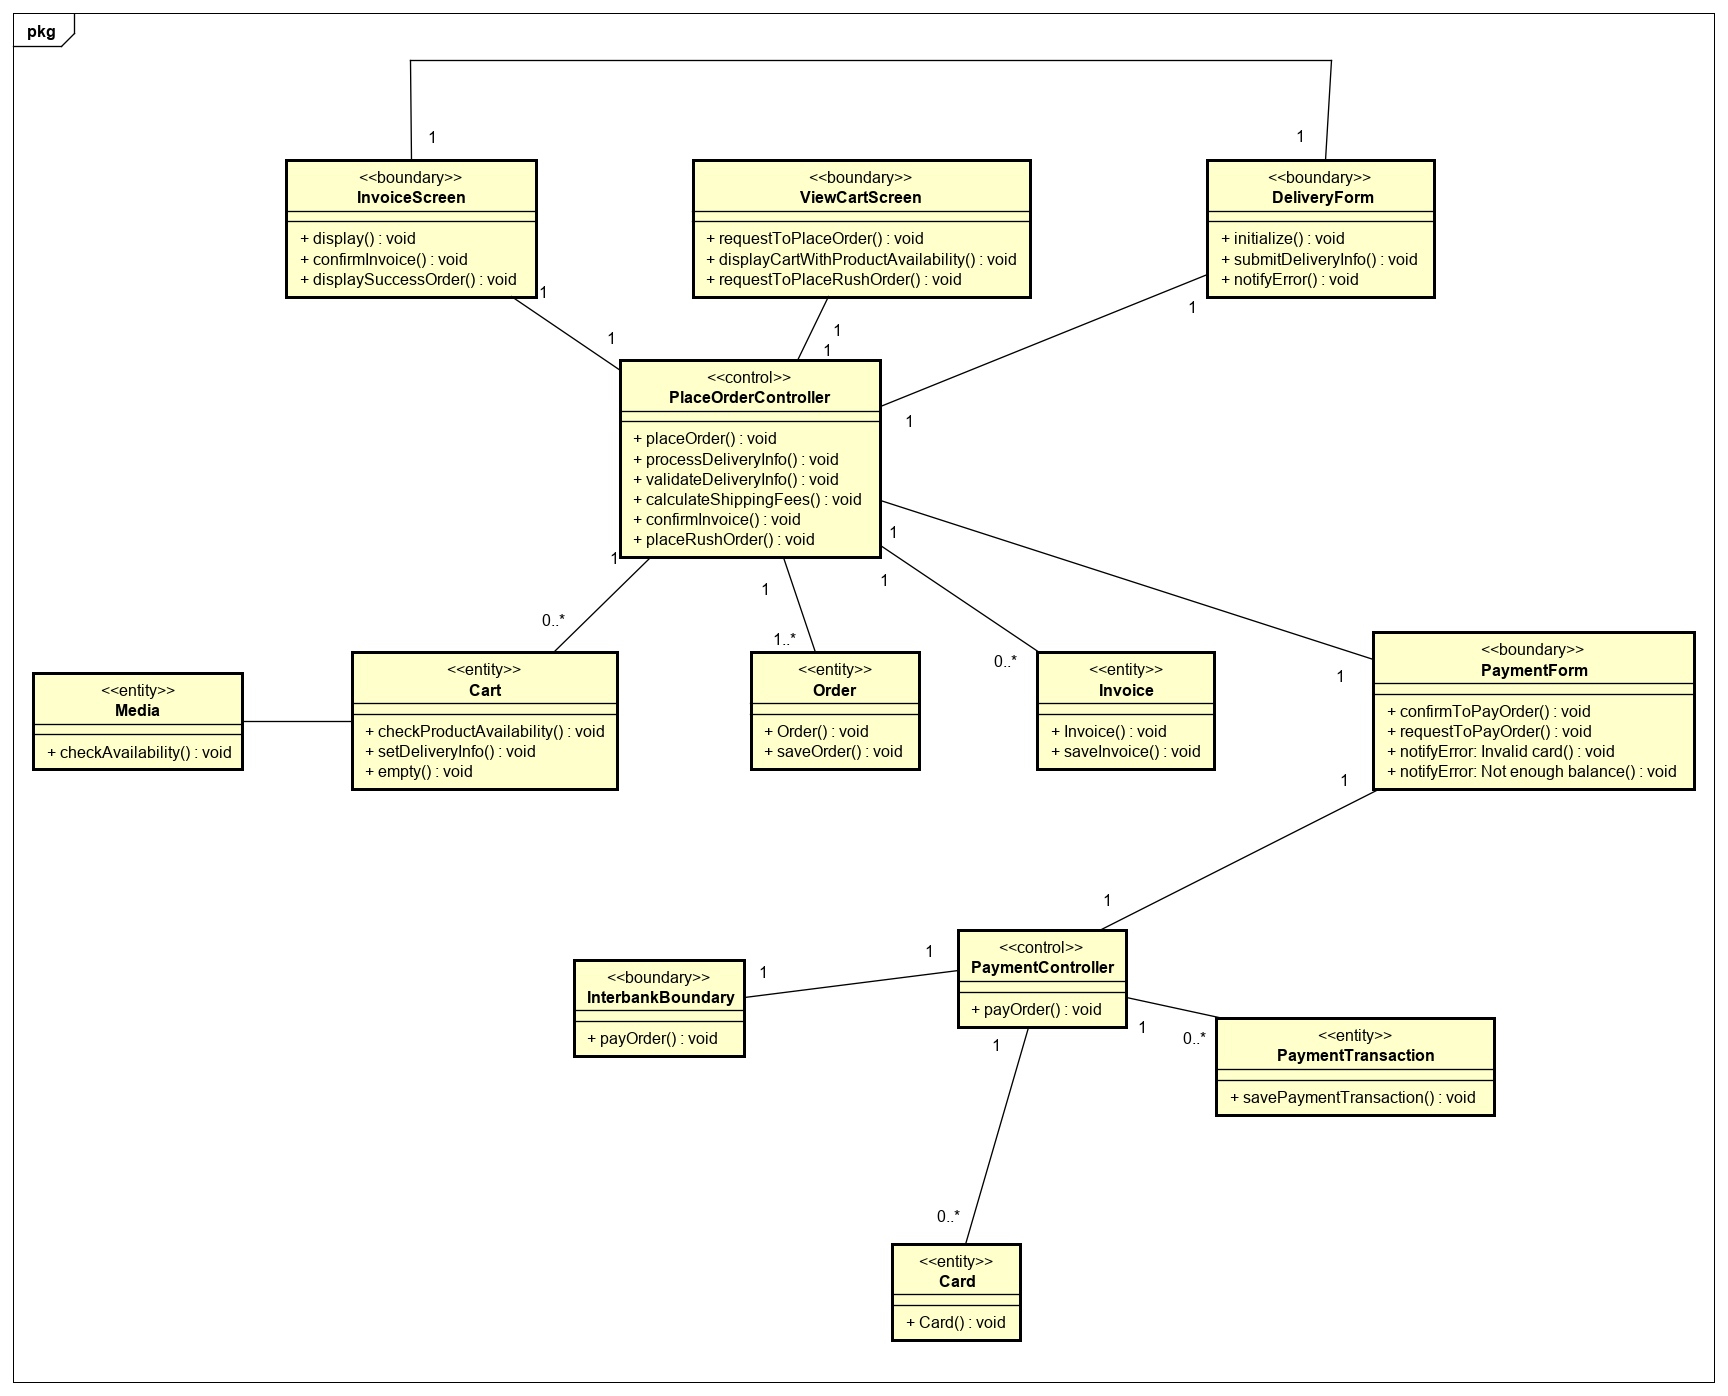 pkg
1
1
<<boundary>>
InvoiceScreen
+ display() : void
+ confirmInvoice() : void
+ displaySuccessOrder() : void
<<boundary>>
ViewCartScreen
+ requestToPlaceOrder() : void
+ displayCartWithProductAvailability() : void
+ requestToPlaceRushOrder() : void
<<boundary>>
DeliveryForm
+ initialize() : void
+ submitDeliveryInfo() : void
+ notifyError() : void
1
1
1
1
1
1
<<control>>
PlaceOrderController
+ placeOrder() : void
+ processDeliveryInfo() : void
+ validateDeliveryInfo() : void
+ calculateShippingFees() : void
+ confirmInvoice() : void
+ placeRushOrder() : void
1
1
1
1
0..*
1..*
0..*
1
<<entity>>
Media
+ checkAvailability() : void
<<entity>>
Cart
+ checkProductAvailability() : void
+ setDeliveryInfo() : void
+ empty() : void
<<entity>>
Order
+ Order() : void
+ saveOrder() : void
<<entity>>
Invoice
+ Invoice() : void
+ saveInvoice() : void
<<boundary>>
PaymentForm
+ confirmToPayOrder() : void
+ requestToPayOrder() : void
+ notifyError: Invalid card() : void
+ notifyError: Not enough balance() : void
1
1
1
1
<<boundary>>
InterbankBoundary
+ payOrder() : void
<<control>>
PaymentController
+ payOrder() : void
1
1
0..*
<<entity>>
PaymentTransaction
+ savePaymentTransaction() : void
0..*
<<entity>>
Card
+ Card() : void